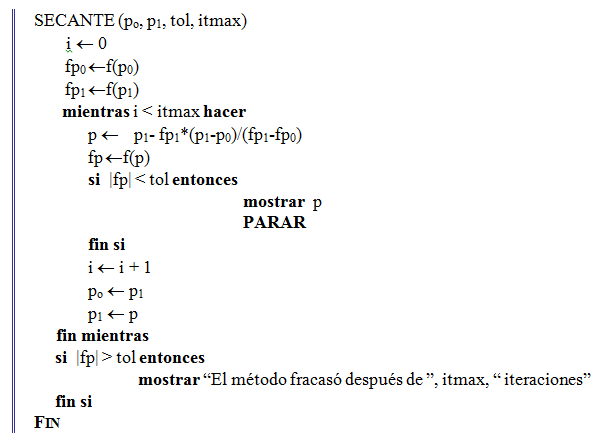 SECANTE (po, p1, tol, itmax)
i ← 0
fp0←f(p0)
fp1←f(p1)
mientras i < itmax hacer
p ← p1- fp1*(p1-p0)/(fp1-fp0)
fp←f(p)
si |fp| < tol entonces
mostrar p
PARAR
fin si
i ← i + 1
po ← p1
p1 ← p
fin mientras
si |fp| > tol entonces
mostrar “El método fracasó después de ”, itmax, “ iteraciones”
fin si
FIN